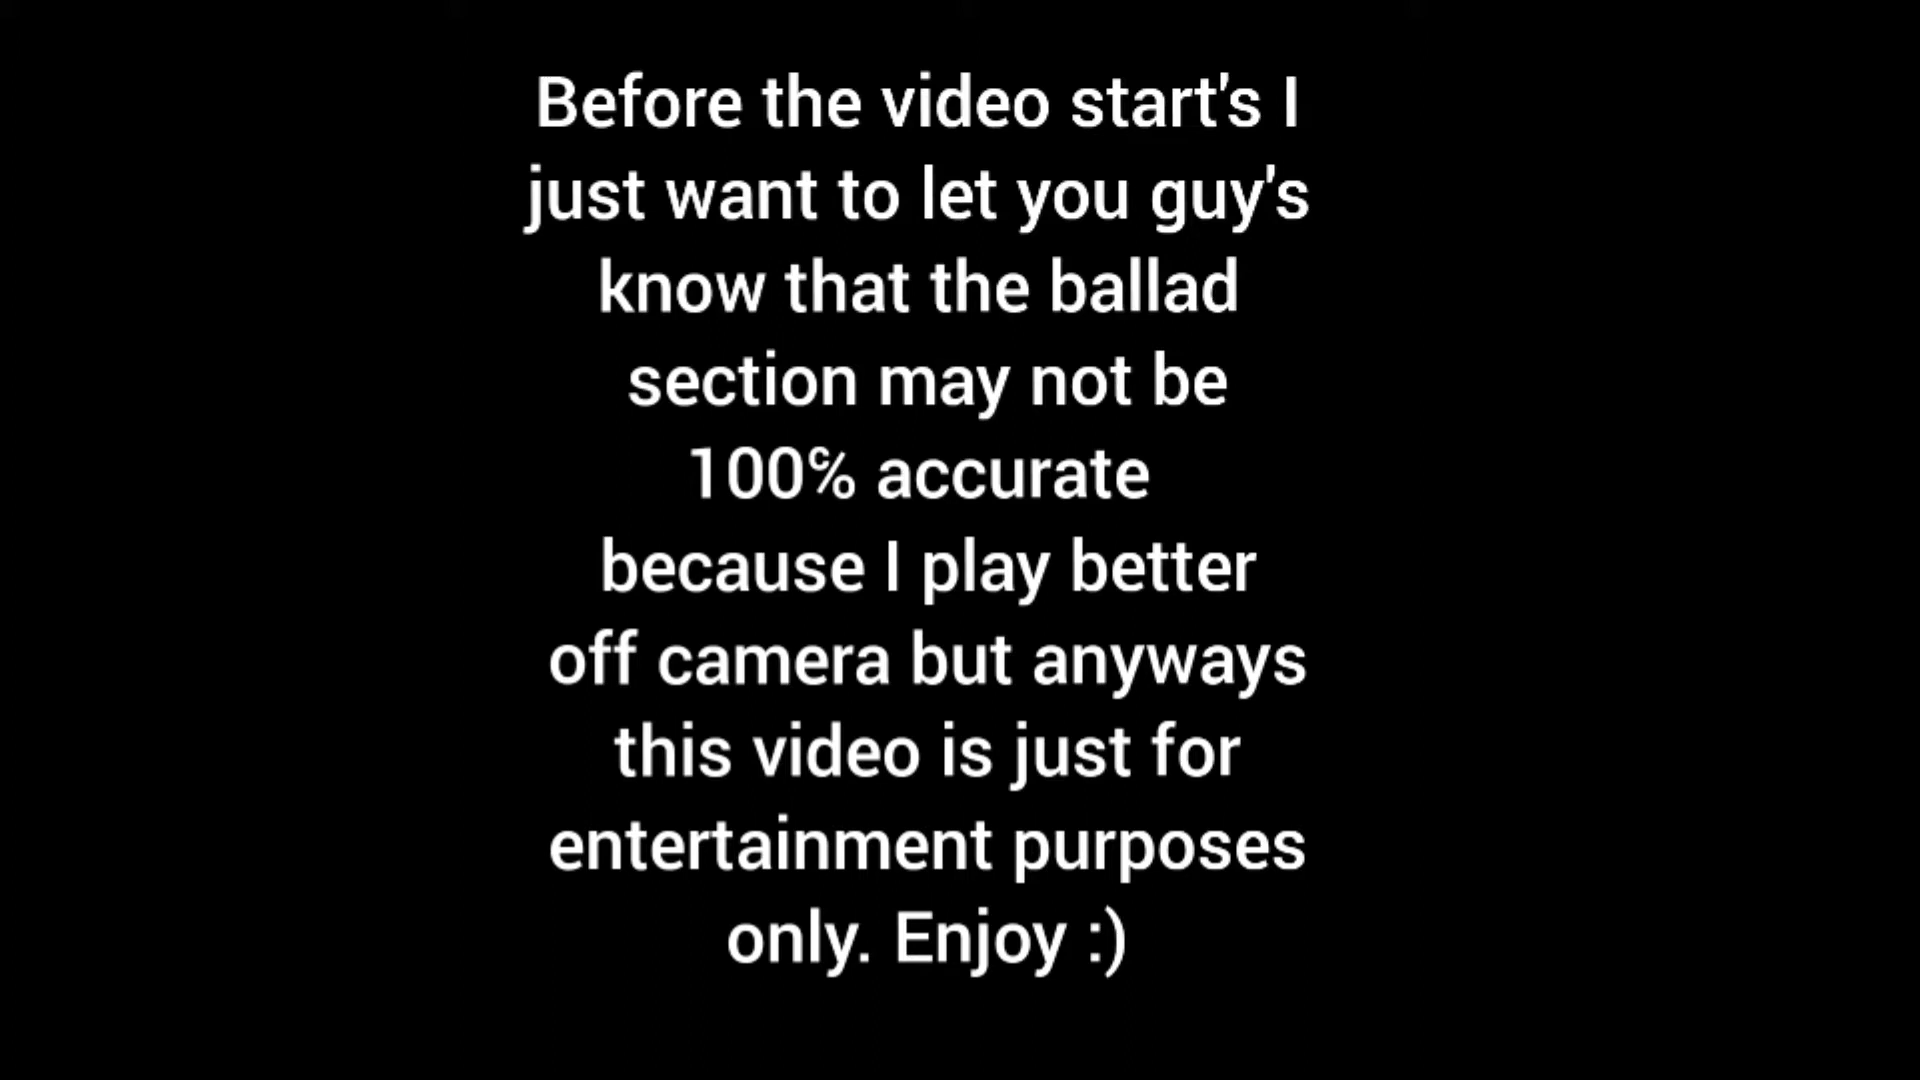 Before the video start's I
just want to let you guy's
know that the ballad
section may not be
100℅ accurate
because I play better
off camera but anyways
this video is just for
entertainment purposes
only. Enjoy :)